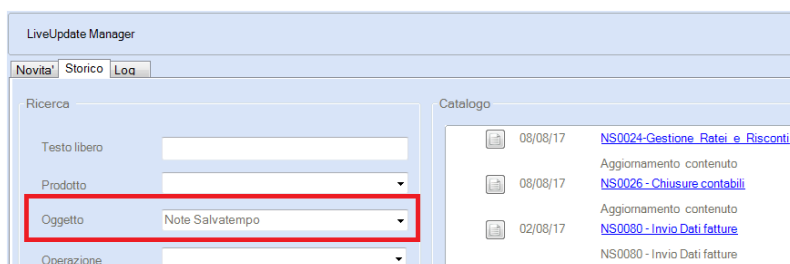 LiveUpdate Manager
Novita' Storico Log
Ricerca
Testo libero
Prodotto
Oggetto Note Salvatempo
Operazione
Catalogo
08/08/17 NS0024-Gestione Ratei e Risconti
Aggiornamento contenuto
08/08/17 NS0026 - Chiusure contabili
Aggiornamento contenuto
02/08/17 NS0080 - Invio Dati fatture
NS0080 - Invio Dati fatture